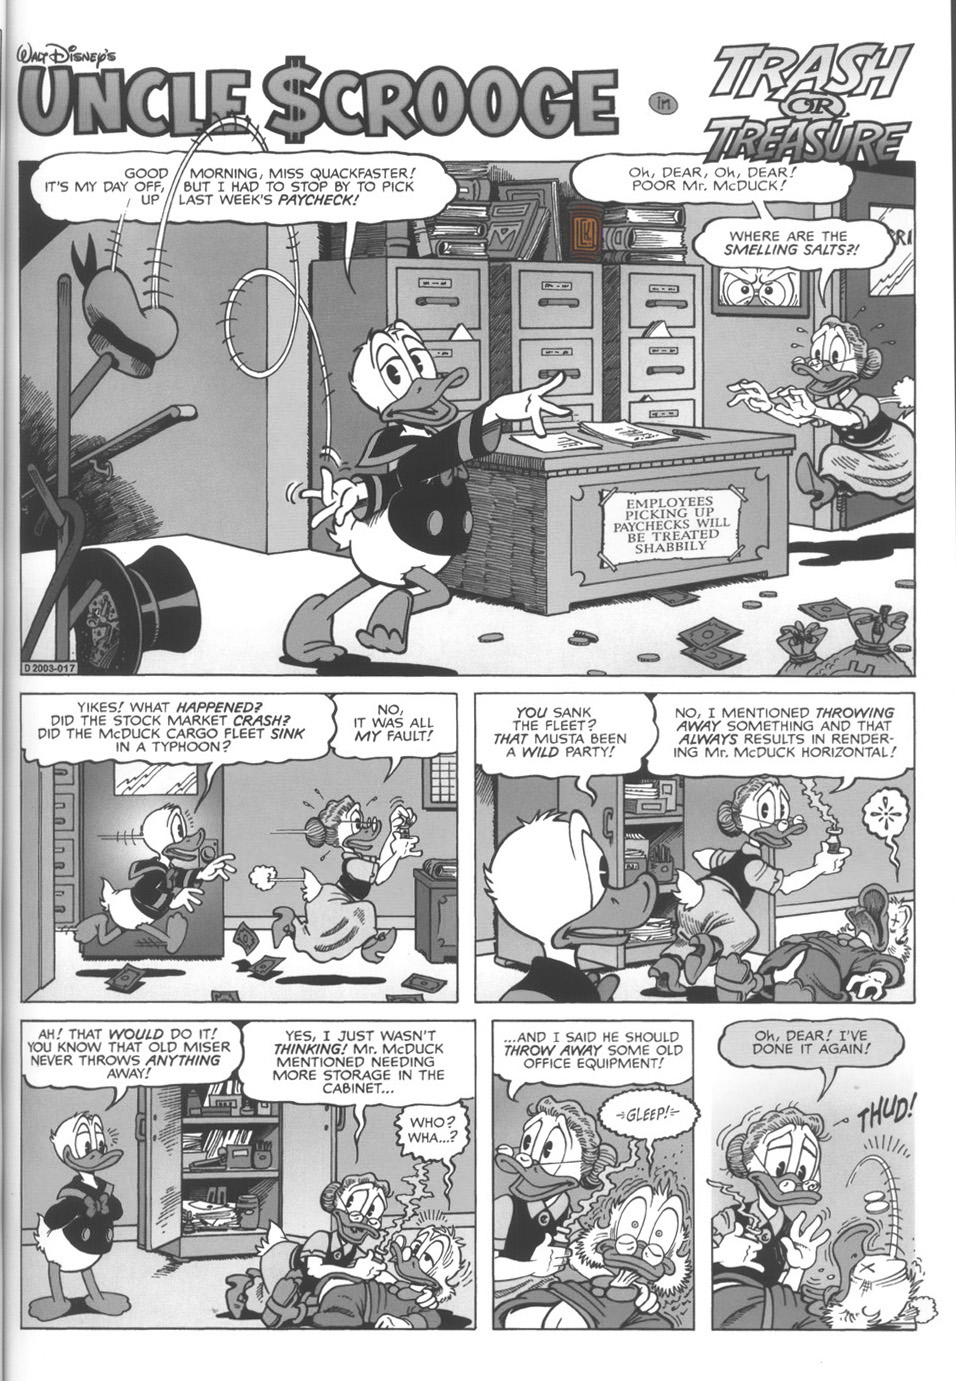 WALT DISNEY'S
UNCLE $CROOGE
in
TRASH
OR
TREASURE
GOOD MORNING, MISS QUACKFASTER!
IT'S MY DAY OFF, BUT I HAD TO STOP BY TO PICK
UP LAST WEEK'S PAYCHECK!
OH, DEAR, OH, DEAR!
POOR MR. McDUCK!
WHERE ARE THE
SMELLING SALTS?!
EMPLOYEES
PICKING UP
PAYCHECKS WILL
BE TREATED
SHABBILY
D 2003-017
YIKES! WHAT HAPPENED?
DID THE STOCK MARKET CRASH?
DID THE McDUCK CARGO FLEET SINK
IN A TYPHOON?
NO,
IT WAS ALL
MY FAULT!
YOU SANK
THE FLEET?
THAT MUSTA BEEN
A WILD PARTY!
NO, I MENTIONED THROWING
AWAY SOMETHING AND THAT
ALWAYS RESULTS IN RENDER-
ING MR. McDUCK HORIZONTAL!
AH! THAT WOULD DO IT!
YOU KNOW THAT OLD MISER
NEVER THROWS ANYTHING
AWAY!
YES, I JUST WASN'T
THINKING! MR. McDUCK
MENTIONED NEEDING
MORE STORAGE IN THE
CABINET...
WHO?
WHA...?
...AND I SAID HE SHOULD
THROW AWAY SOME OLD
OFFICE EQUIPMENT!
÷GLEEP!÷
OH, DEAR! I'VE
DONE IT AGAIN!
THUD!